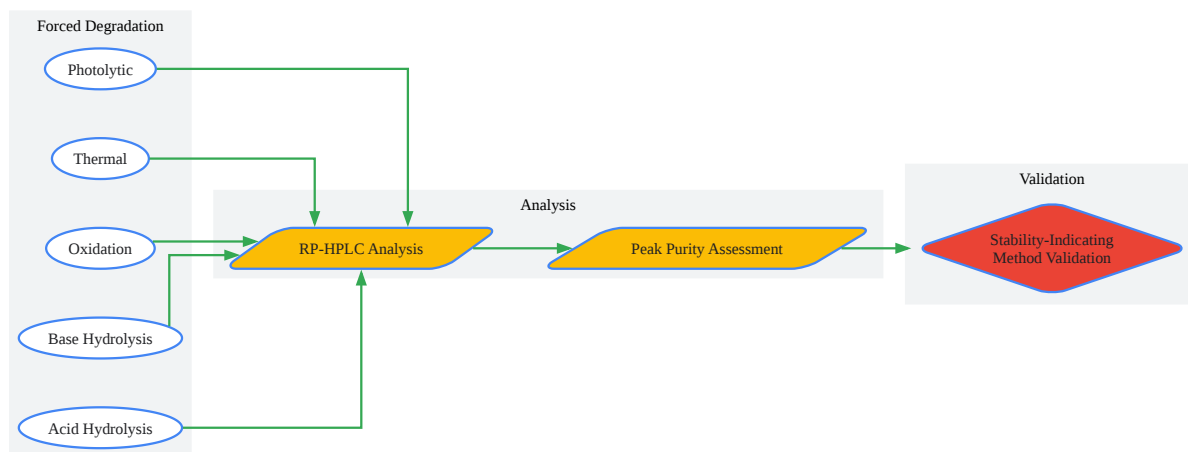 Forced Degradation
Photolytic
Thermal
Oxidation
Base Hydrolysis
Acid Hydrolysis
Analysis
RP-HPLC Analysis
Peak Purity Assessment
Validation
Stability-Indicating
Method Validation